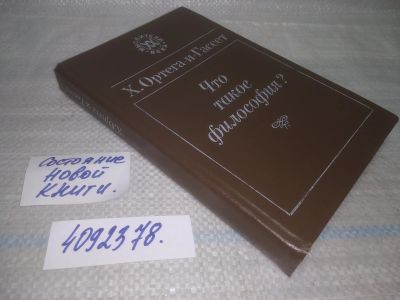 Х. Ортега-и-Гассет
Что
такое
философия?
Состояние
новой
книги.
4092378.